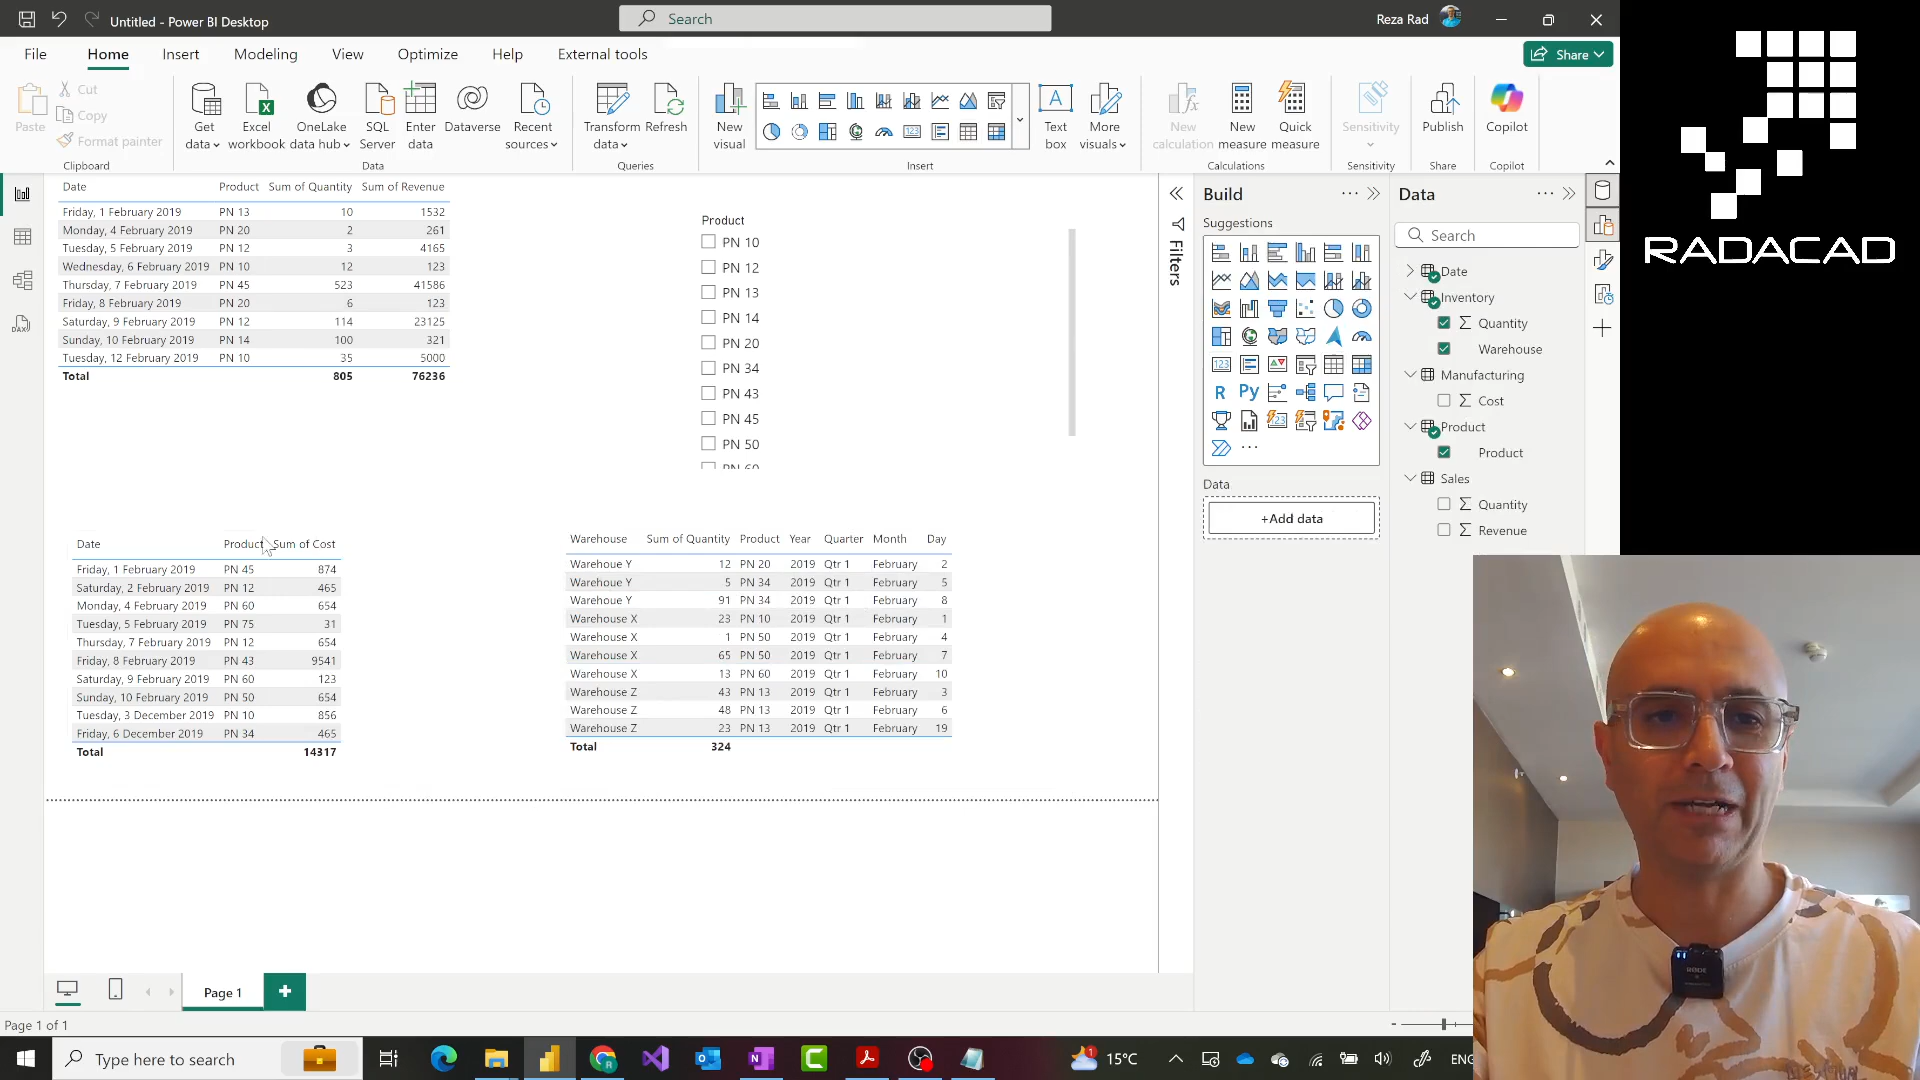 Untitled - Power BI Desktop
Search
Reza Rad
File Home Insert Modeling View Optimize Help External tools
Share
Paste
Cut
Copy
Format painter
Get data
Excel workbook
OneLake data hub
SQL Server
Enter data
Dataverse
Recent sources
Transform data
Refresh
New visual
Text box
More visuals
New calculation
New measure
Quick measure
Sensitivity
Publish
Copilot
Clipboard Data Queries Insert Calculations Sensitivity Share Copilot
Date Product Sum of Quantity Sum of Revenue
Friday, 1 February 2019 PN 13 10 1532
Monday, 4 February 2019 PN 20 2 261
Tuesday, 5 February 2019 PN 12 3 4165
Wednesday, 6 February 2019 PN 10 12 123
Thursday, 7 February 2019 PN 45 523 41586
Friday, 8 February 2019 PN 20 6 123
Saturday, 9 February 2019 PN 12 114 23125
Sunday, 10 February 2019 PN 14 100 321
Tuesday, 12 February 2019 PN 10 35 5000
Total 805 76236
Product
PN 10
PN 12
PN 13
PN 14
PN 20
PN 34
PN 43
PN 45
PN 50
PN 60
Date Product Sum of Cost
Friday, 1 February 2019 PN 45 874
Saturday, 2 February 2019 PN 12 465
Monday, 4 February 2019 PN 60 654
Tuesday, 5 February 2019 PN 75 31
Thursday, 7 February 2019 PN 12 654
Friday, 8 February 2019 PN 43 9541
Saturday, 9 February 2019 PN 60 123
Sunday, 10 February 2019 PN 50 654
Tuesday, 3 December 2019 PN 10 856
Friday, 6 December 2019 PN 34 465
Total 14317
Warehouse Sum of Quantity Product Year Quarter Month Day
Warehoue Y 12 PN 20 2019 Qtr 1 February 2
Warehoue Y 5 PN 34 2019 Qtr 1 February 5
Warehoue Y 91 PN 34 2019 Qtr 1 February 8
Warehouse X 23 PN 10 2019 Qtr 1 February 1
Warehouse X 1 PN 50 2019 Qtr 1 February 4
Warehouse X 65 PN 50 2019 Qtr 1 February 7
Warehouse X 13 PN 60 2019 Qtr 1 February 10
Warehouse Z 43 PN 13 2019 Qtr 1 February 3
Warehouse Z 48 PN 13 2019 Qtr 1 February 6
Warehouse Z 23 PN 13 2019 Qtr 1 February 19
Total 324
Filters
Build
Suggestions
R Py
123
Data
+Add data
Data
Search
Date
Inventory
Quantity
Warehouse
Manufacturing
Cost
Product
Product
Sales
Quantity
Revenue
RADACAD
RODE
Page 1
Page 1 of 1
Type here to search
1
15°C
ENG